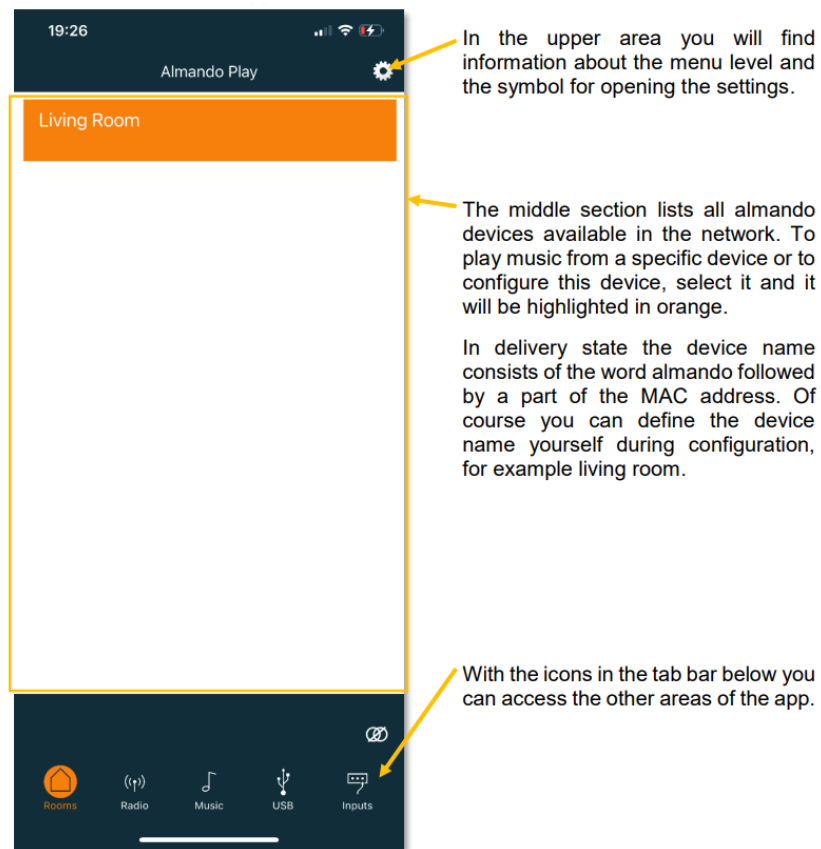 19:26
Almando Play
Living Room
Rooms
Radio
Music
USB
Inputs
In the upper area you will find
information about the menu level and
the symbol for opening the settings.
The middle section lists all almando
devices available in the network. To
play music from a specific device or to
configure this device, select it and it
will be highlighted in orange.
In delivery state the device name
consists of the word almando followed
by a part of the MAC address. Of
course you can define the device
name yourself during configuration,
for example living room.
With the icons in the tab bar below you
can access the other areas of the app.